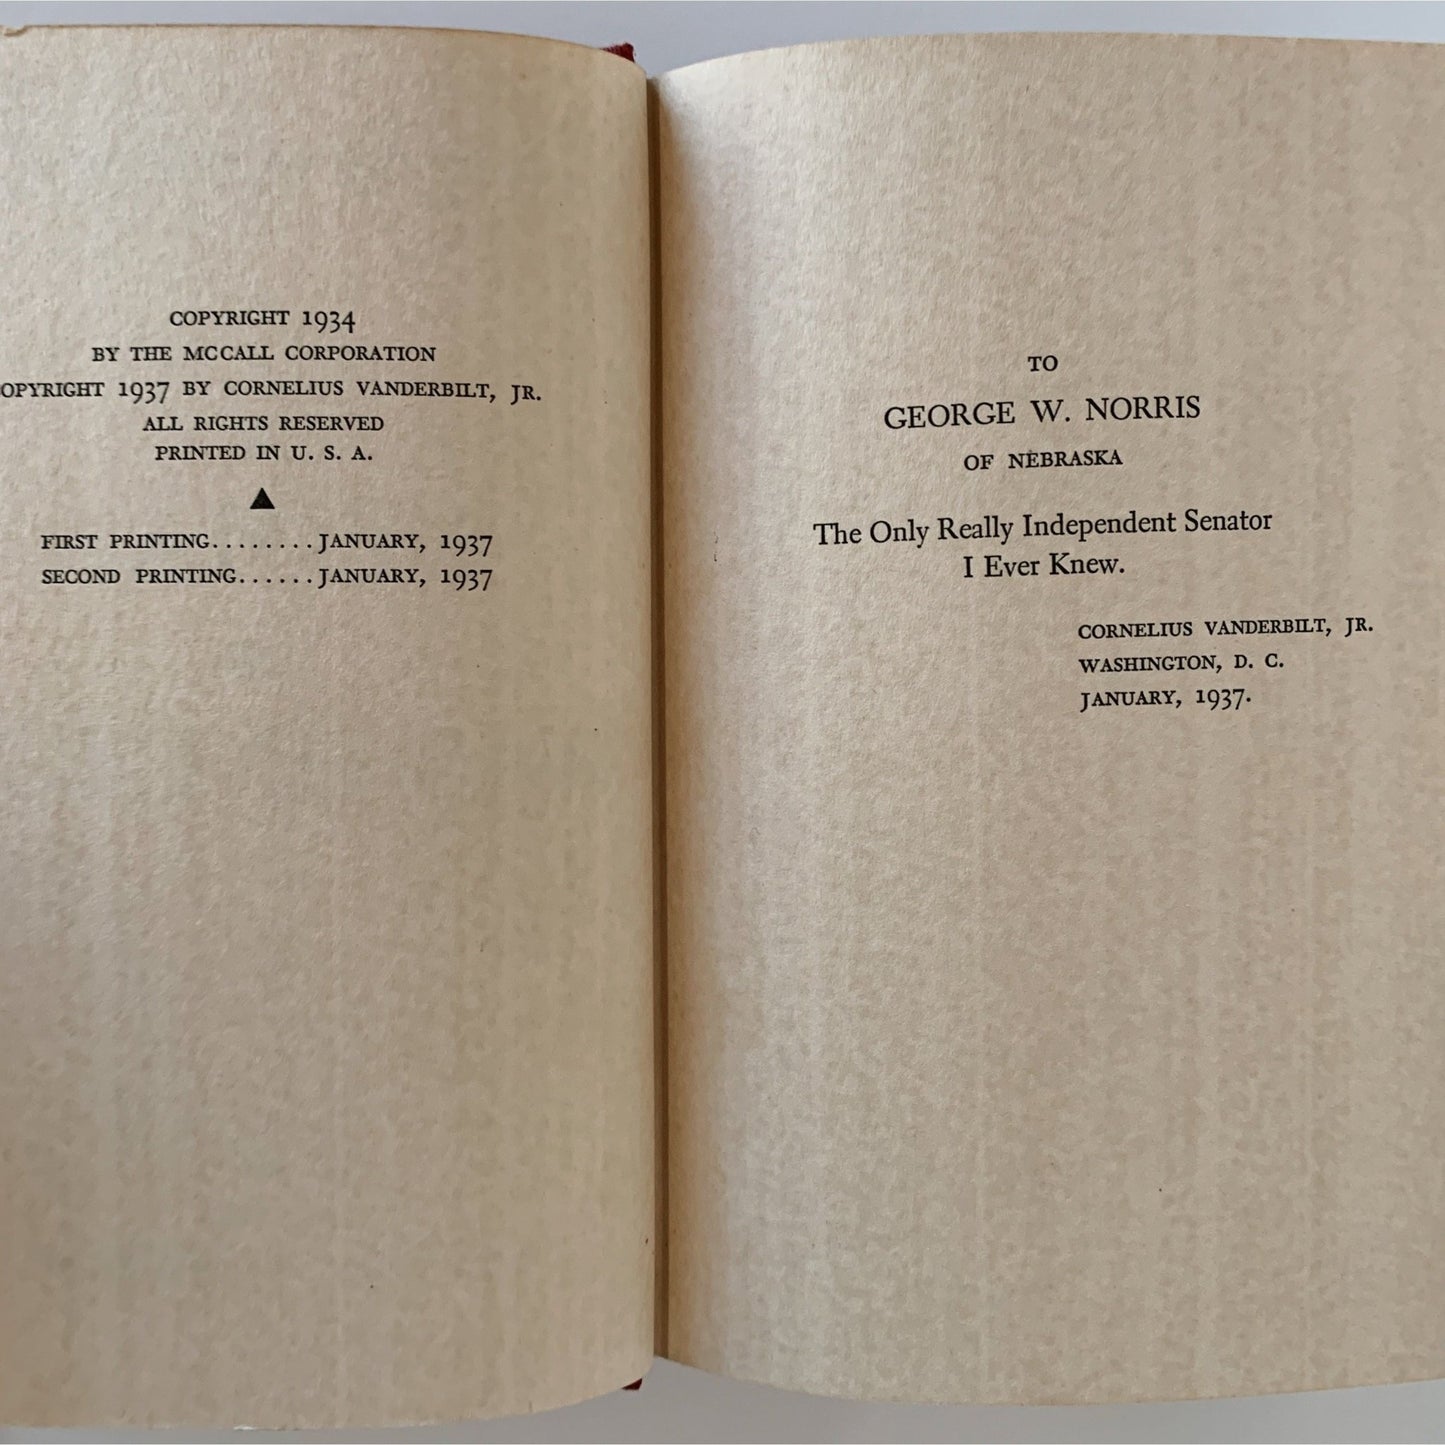 COPYRIGHT 1934
BY THE MCCALL CORPORATION
OPYRIGHT 1937 BY CORNELIUS VANDERBILT, JR.
ALL RIGHTS RESERVED
PRINTED IN U. S. A.
FIRST PRINTING........JANUARY, 1937
SECOND PRINTING......JANUARY, 1937
TO
GEORGE W. NORRIS
OF NEBRASKA
The Only Really Independent Senator
I Ever Knew.
CORNELIUS VANDERBILT, JR.
WASHINGTON, D. C.
JANUARY, 1937.